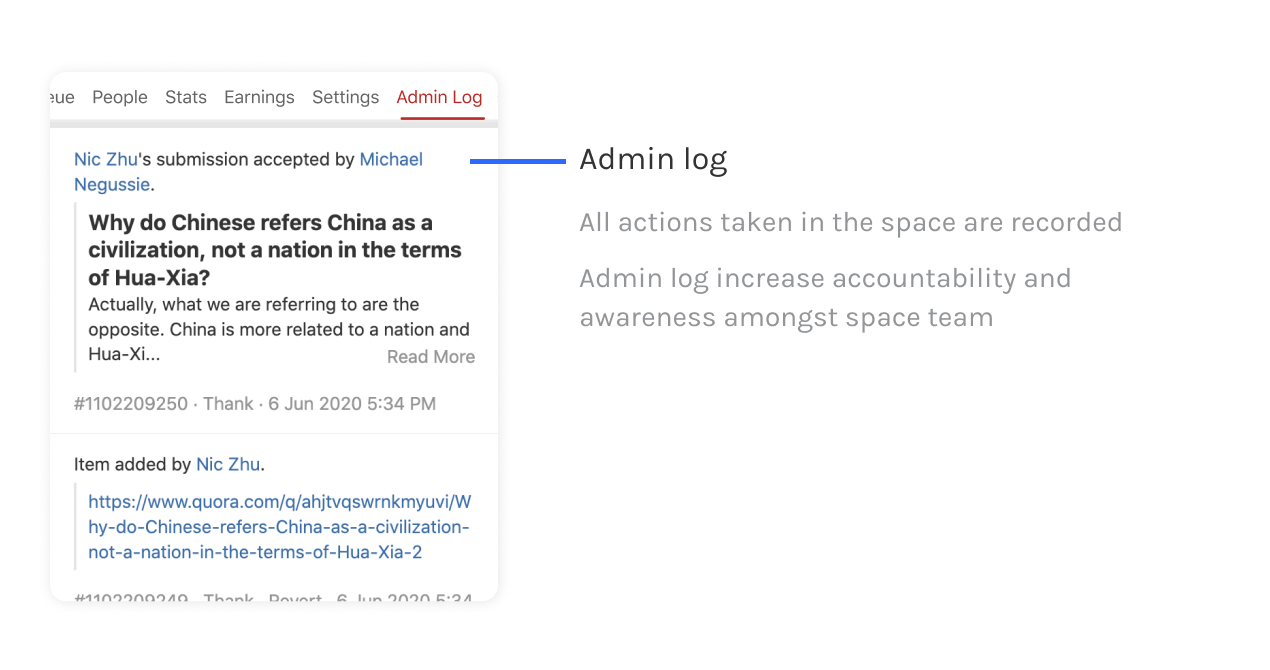 eue People Stats Earnings Settings Admin Log
Nic Zhu's submission accepted by Michael
Negussie.
Why do Chinese refers China as a
civilization, not a nation in the terms
of Hua-Xia?
Actually, what we are referring to are the
opposite. China is more related to a nation and
Hua-Xi...
Read More
#1102209250 · Thank · 6 Jun 2020 5:34 PM
Item added by Nic Zhu.
https://www.quora.com/q/ahjtvqswrnkmyuvi/W
hy-do-Chinese-refers-China-as-a-civilization-
not-a-nation-in-the-terms-of-Hua-Xia-2
#1102209249 · Thank · Revert · 6 Jun 2020 5:34
Admin log
All actions taken in the space are recorded
Admin log increase accountability and
awareness amongst space team